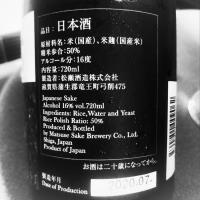 品目：日本酒
原材料名：米(国産)、米麹(国産米)
精米歩合：50%
アルコール分：16度
内容量：720ml
製造者：松瀬酒造株式会社
滋賀県蒲生郡竜王町弓削475
Japanese Sake
Alcohol 16% vol.720ml
Ingredients: Rice,Water and Yeast
Rice Polish Ratio: 50%
Produced & Bottled
by Matsuse Sake Brewery Co., Ltd.
Shiga, Japan
Product of Japan
お酒は二十歳になってから。
製造年月
Date of Production
2020.07